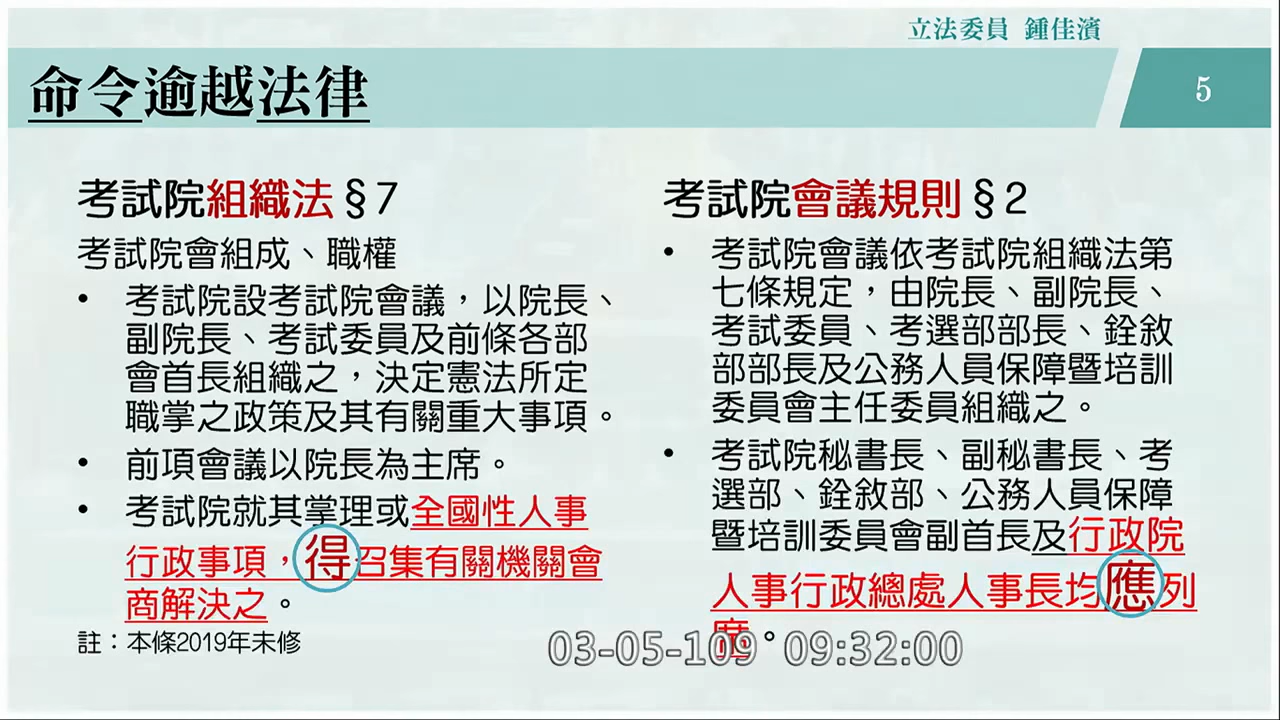 立法委員 鍾佳濱
命令逾越法律
5
考試院組織法§7
考試院會組成、職權
• 考試院設考試院會議，以院長、
副院長、考試委員及前條各部
會首長組織之，決定憲法所定
職掌之政策及其有關重大事項。
• 前項會議以院長為主席。
• 考試院就其掌理或全國性人事
行政事項，得召集有關機關會
商解決之。
註：本條2019年未修
考試院會議規則§2
• 考試院會議依考試院組織法第
七條規定，由院長、副院長、
考試委員、考選部部長、銓敘
部部長及公務人員保障暨培訓
委員會主任委員組織之。
• 考試院秘書長、副秘書長、考
選部、銓敘部、公務人員保障
暨培訓委員會副首長及行政院
人事行政總處人事長均應列
席。
03-05-109 09:32:00